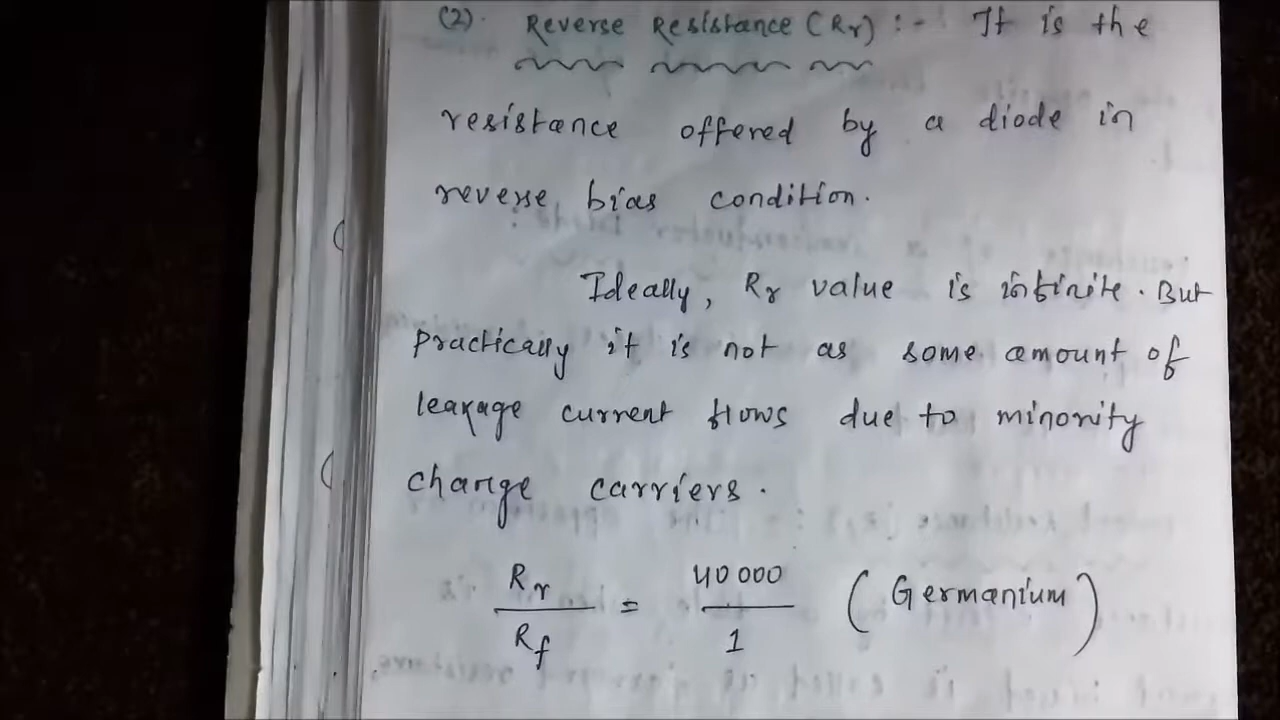 (2). Reverse Resistance (Rr) :- It is the
resistance offered by a diode in
reverse bias condition.
Ideally, Rr value is infinite. But
practically it is not as some amount of
leakage current flows due to minority
charge carriers.
Rr/Rf = 40000/1 (Germanium)